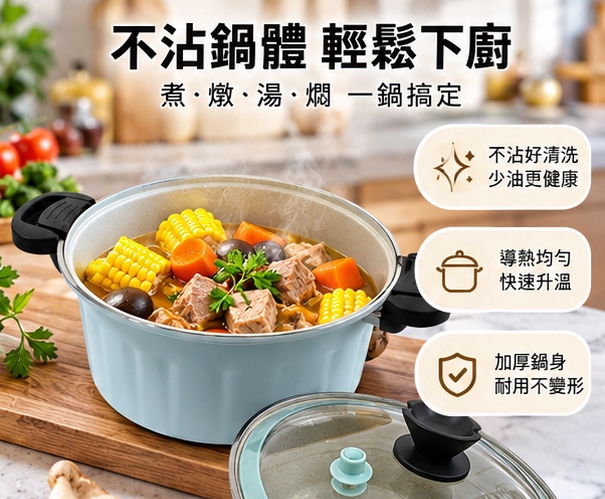 不沾鍋體 輕鬆下廚
煮·燉·湯·燜 一鍋搞定
不沾好清洗
少油更健康
導熱均勻
快速升溫
加厚鍋身
耐用不變形